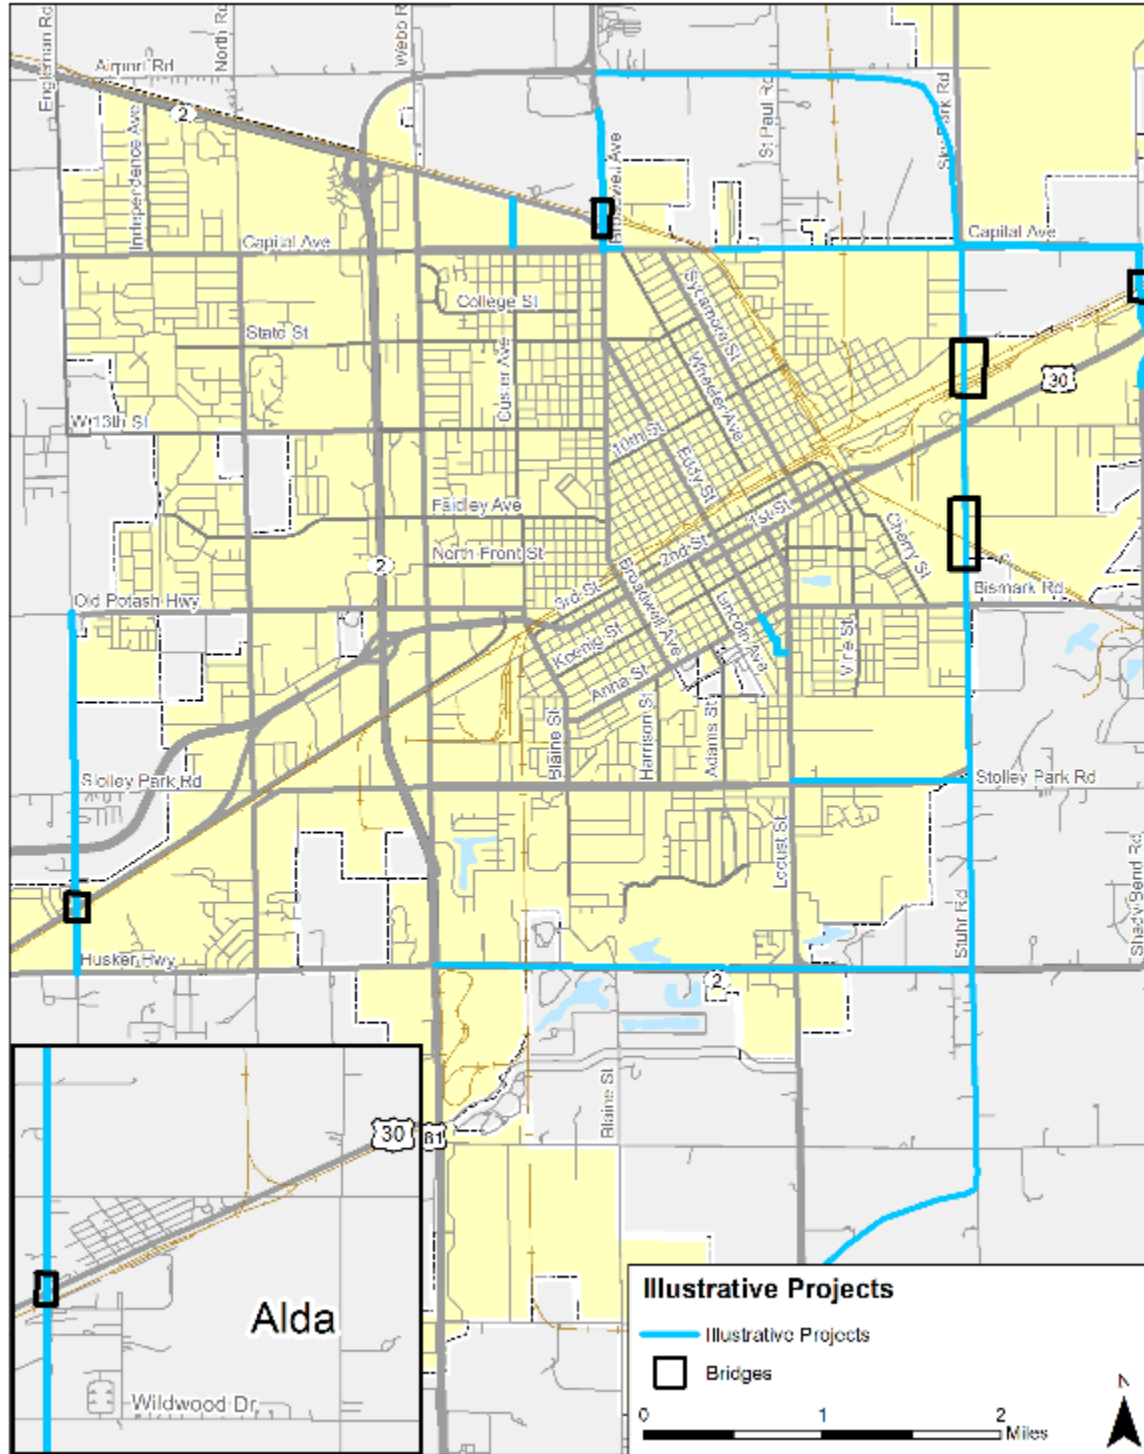 Engleman Rd
North Rd
Webb R
Airport Rd
2
Independence Ave
Broadwell Ave
St Paul Rd
Sky Park Rd
Capital Ave
Capital Ave
College St
State St
Custer Ave
Sycamore St
Wheeler Ave
30
W 13th St
10th St
Eddy St
Faidley Ave
1st St
Cherry St
North Front St
2nd St
2
Old Potash Hwy
3rd St
Broadwell Ave
Bismark Rd
Koenig St
Lincoln Ave
Vine St
Anna St
Blaine St
Harrison St
Adams St
Stolley Park Rd
Stolley Park Rd
Locust St
Stuhr Rd
Shady Bend Rd
Husker Hwy
2
Blaine St
30
81
Alda
Wildwood Dr
Illustrative Projects
Illustrative Projects
Bridges
N
0 1 2
Miles